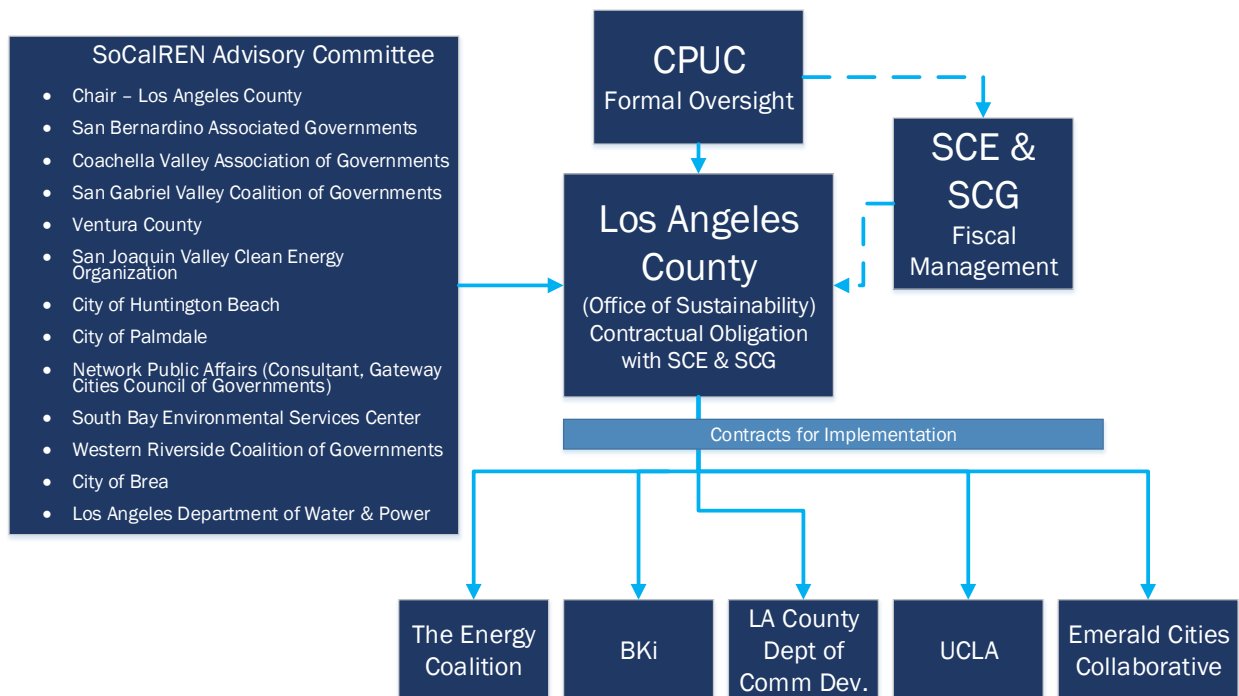 SoCalREN Advisory Committee
• Chair – Los Angeles County
• San Bernardino Associated Governments
• Coachella Valley Association of Governments
• San Gabriel Valley Coalition of Governments
• Ventura County
• San Joaquin Valley Clean Energy
Organization
• City of Huntington Beach
• City of Palmdale
• Network Public Affairs (Consultant, Gateway
Cities Council of Governments)
• South Bay Environmental Services Center
• Western Riverside Coalition of Governments
• City of Brea
• Los Angeles Department of Water & Power
CPUC
Formal Oversight
SCE &
SCG
Fiscal
Management
Los Angeles
County
(Office of Sustainability)
Contractual Obligation
with SCE & SCG
Contracts for Implementation
The Energy
Coalition
BKi
LA County
Dept of
Comm Dev.
UCLA
Emerald Cities
Collaborative